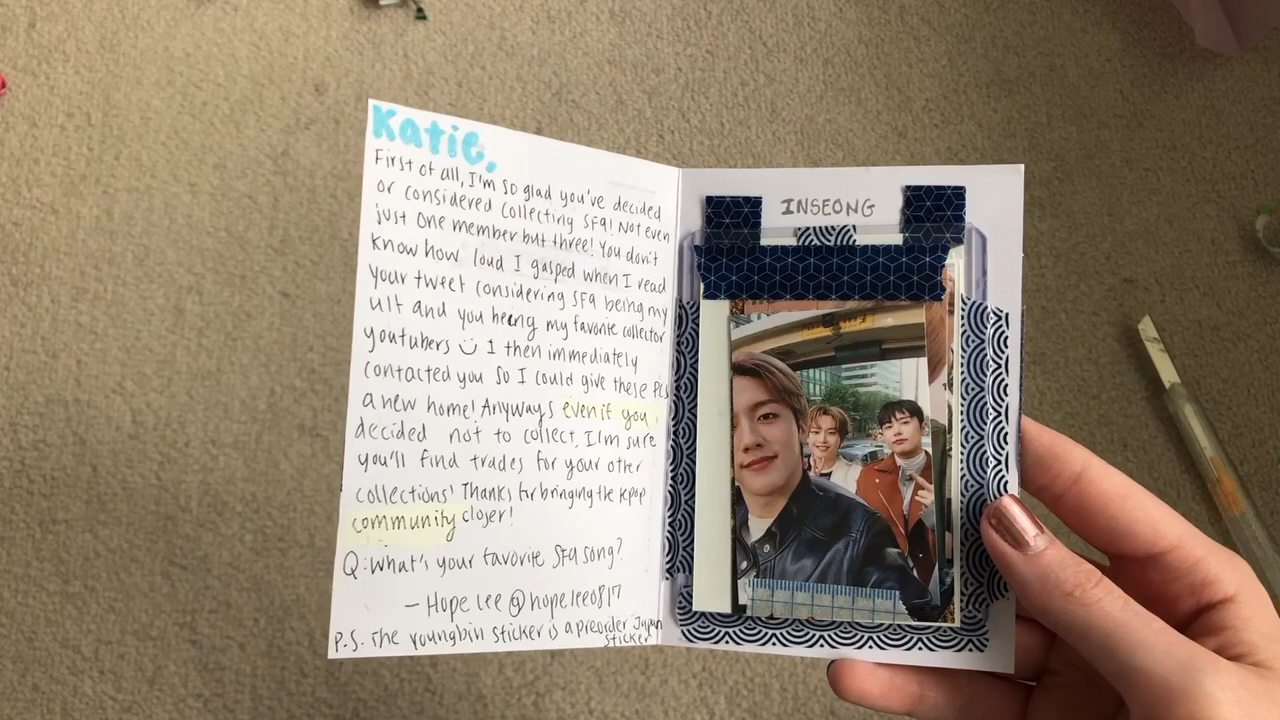 Katie,
First of all, I'm so glad you've decided
or considered collecting SF9! Not even
just one member but three! You don't
know how loud I gasped when I read
your tweet considering SF9 being my
ult and you being my favorite collector
youtubers I then immediately
contacted you so I could give these PCs
a new home! Anyways even if you
decided not to collect, I'm sure
you'll find trades for your other
collections! Thanks for bringing the kpop
community closer!
Q: What's your favorite SF9 song?
— Hope Lee @hopelee0817
P.S. The Youngbin sticker is a preorder Japan
sticker
INSEONG